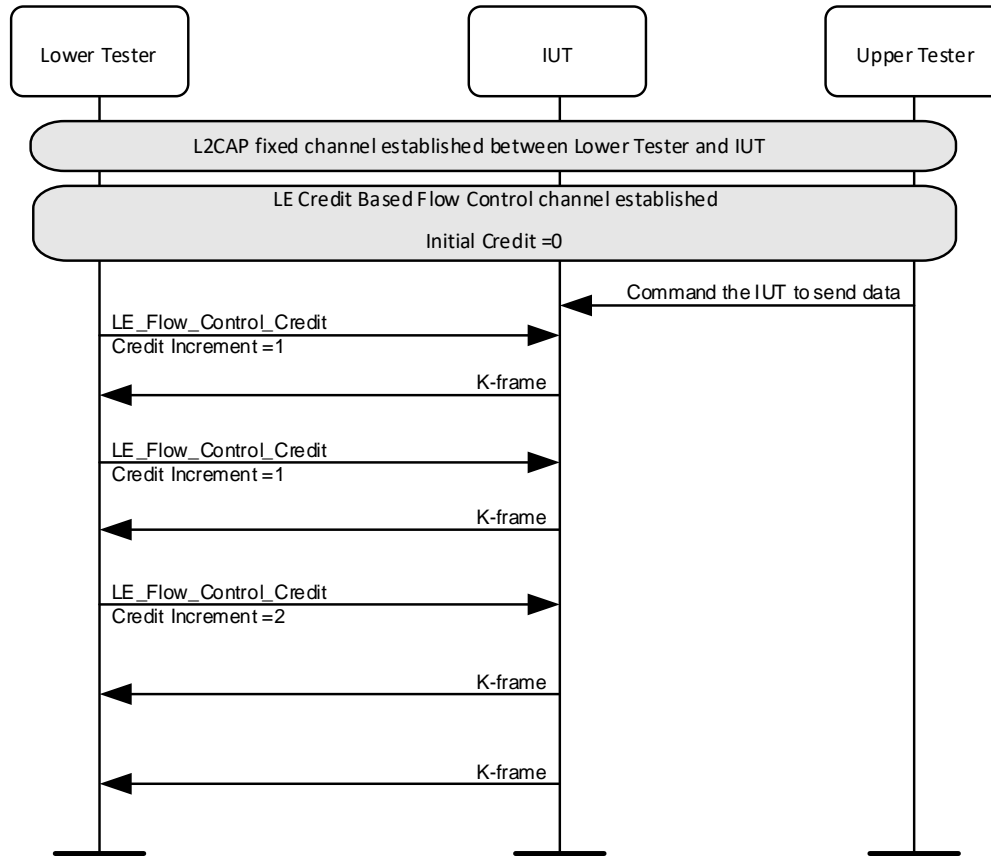 Lower Tester
IUT
Upper Tester
L2CAP fixed channel established between Lower Tester and IUT
LE Credit Based Flow Control channel established
Initial Credit =0
Command the IUT to send data
LE_Flow_Control_Credit
Credit Increment =1
K-frame
LE_Flow_Control_Credit
Credit Increment =1
K-frame
LE_Flow_Control_Credit
Credit Increment =2
K-frame
K-frame